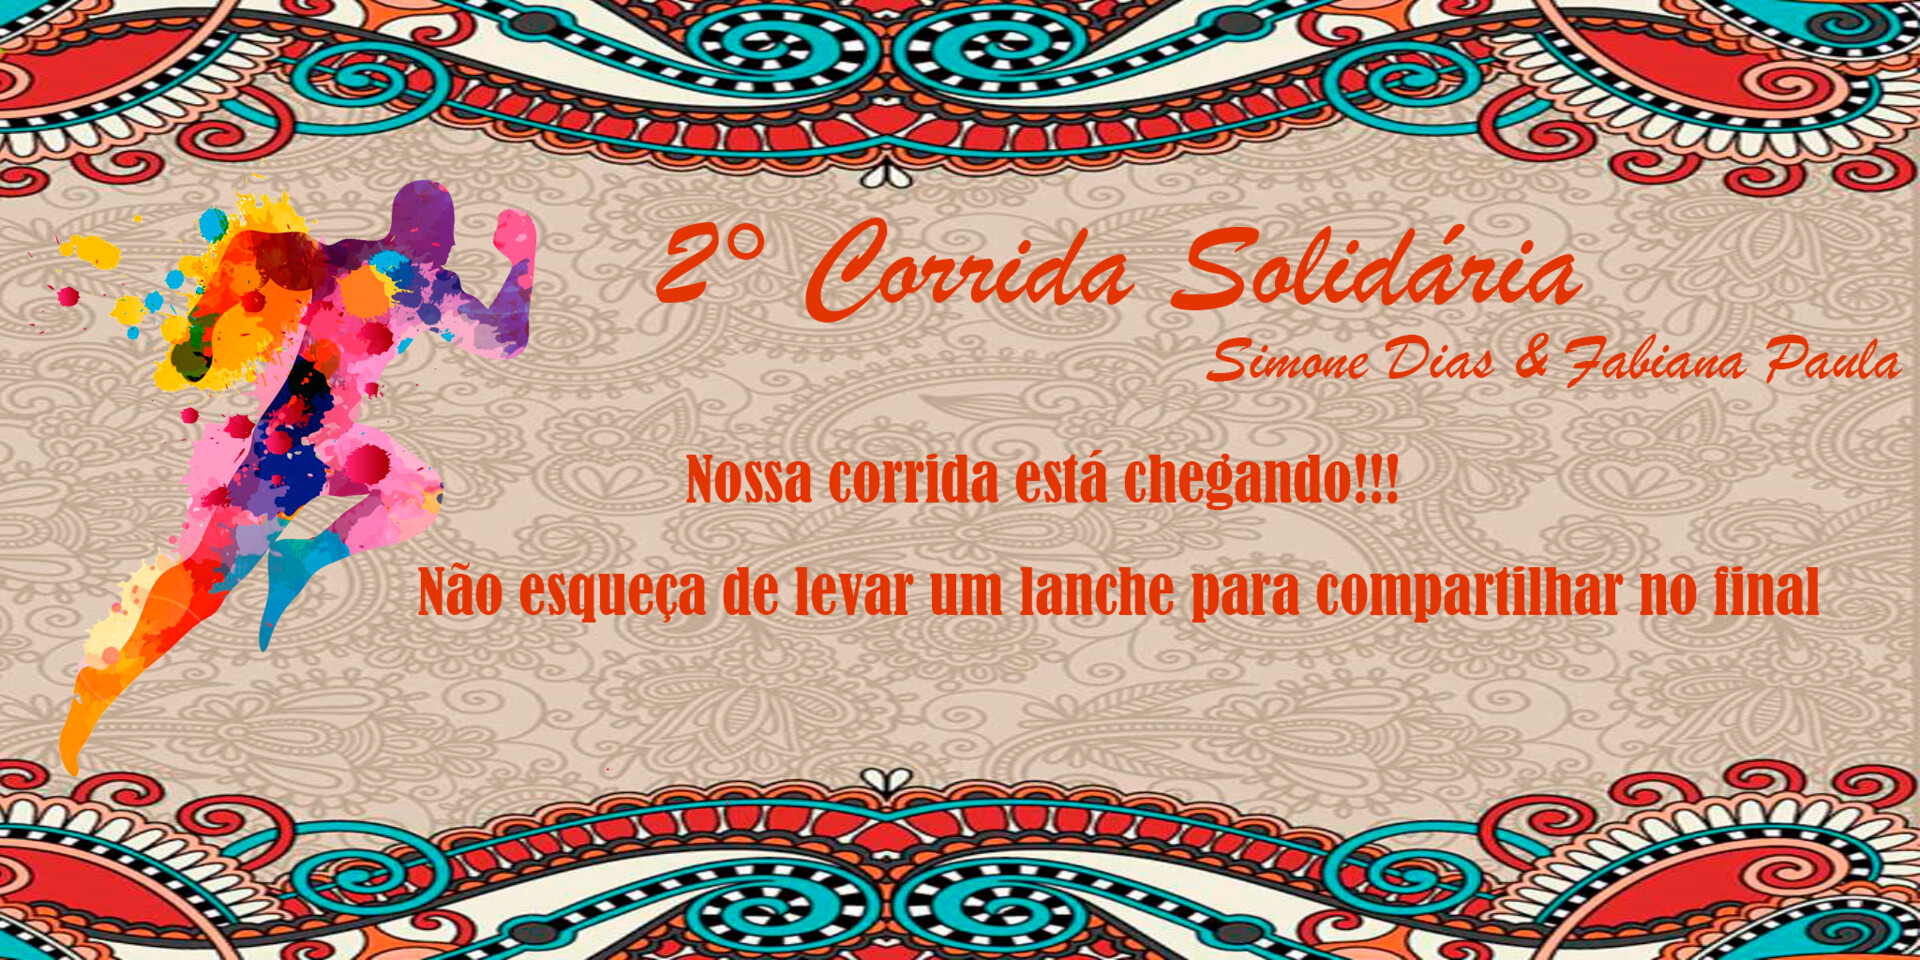 2° Corrida Solidária
Simone Dias & Fabiana Paula
Nossa corrida está chegando!!!
Não esqueça de levar um lanche para compartilhar no final